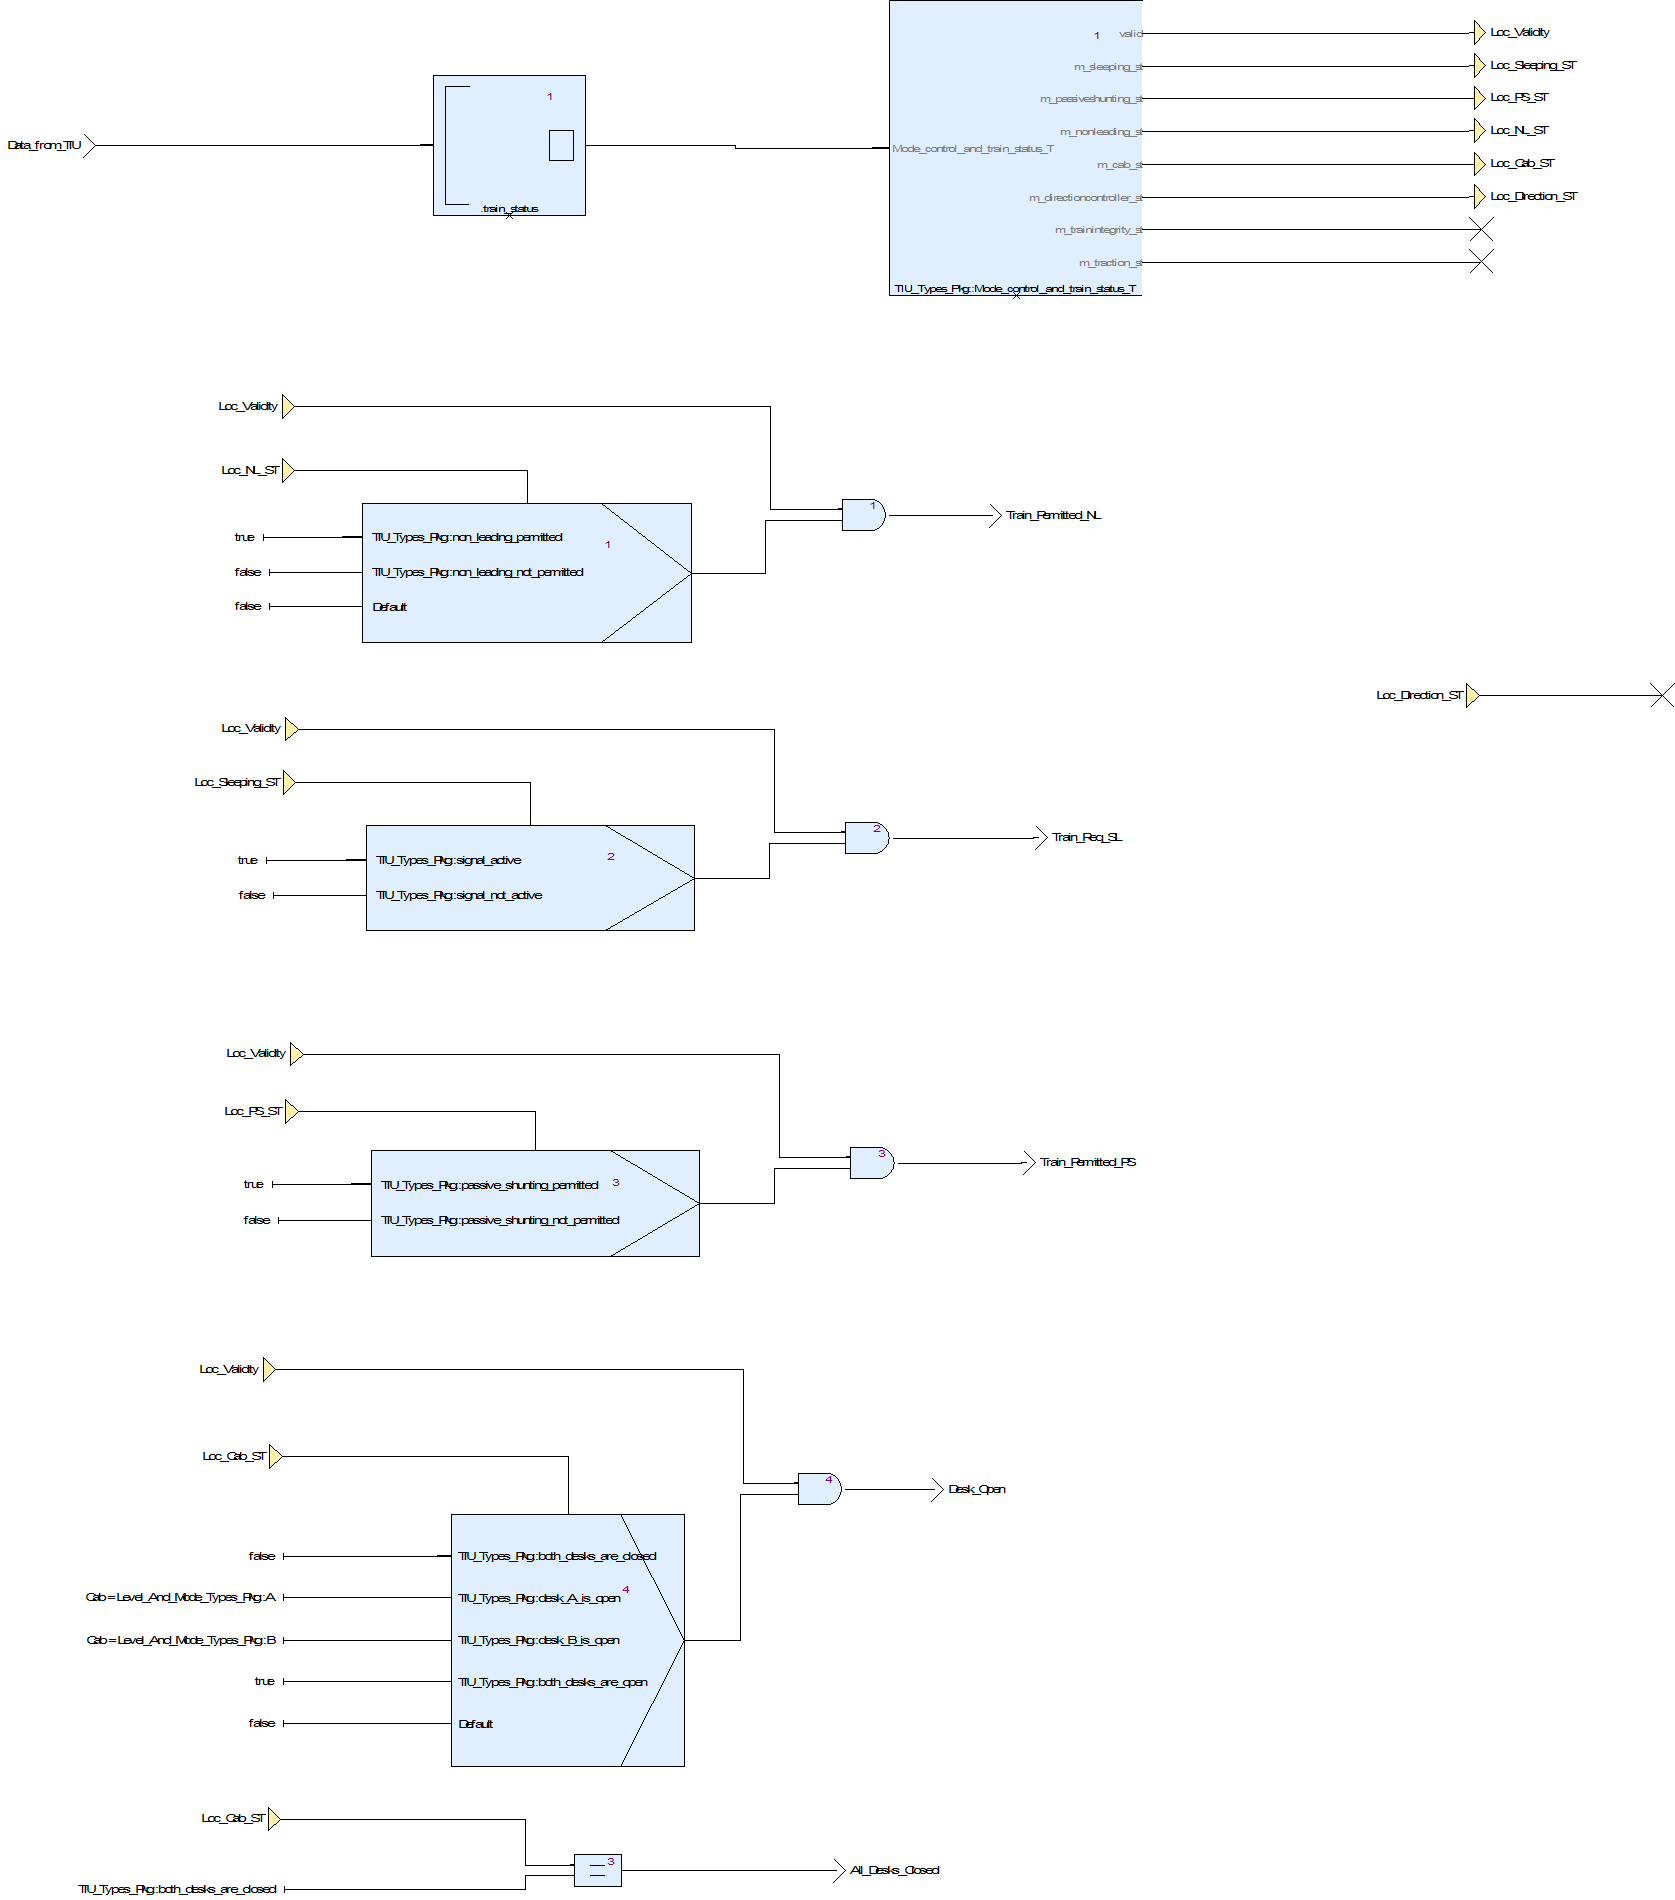 1 valid
Loc_Validity
m_sleeping_st
Loc_Sleeping_ST
1
m_passiveshunting_st
Loc_PS_ST
m_nonleading_st
Loc_NL_ST
Data_from_TIU
Mode_control_and_train_status_T
m_cab_st
Loc_Cab_ST
m_directioncontroller_st
Loc_Direction_ST
.train_status
m_trainintegrity_st
m_traction_st
TIU_Types_Pkg::Mode_control_and_train_status_T
Loc_Validity
Loc_NL_ST
1
Train_Permitted_NL
true
TIU_Types_Pkg::non_leading_permitted
1
false
TIU_Types_Pkg::non_leading_not_permitted
false
Default
Loc_Direction_ST
Loc_Validity
Loc_Sleeping_ST
2
Train_Req_SL
true
TIU_Types_Pkg::signal_active
2
false
TIU_Types_Pkg::signal_not_active
Loc_Validity
Loc_PS_ST
3
Train_Permitted_PS
true
TIU_Types_Pkg::passive_shunting_permitted
3
false
TIU_Types_Pkg::passive_shunting_not_permitted
Loc_Validity
Loc_Cab_ST
4
Desk_Open
false
TIU_Types_Pkg::both_desks_are_closed
Cab = Level_And_Mode_Types_Pkg::A
TIU_Types_Pkg::desk_A_is_open
4
Cab = Level_And_Mode_Types_Pkg::B
TIU_Types_Pkg::desk_B_is_open
true
TIU_Types_Pkg::both_desks_are_open
false
Default
Loc_Cab_ST
3
All_Desks_Closed
TIU_Types_Pkg::both_desks_are_closed